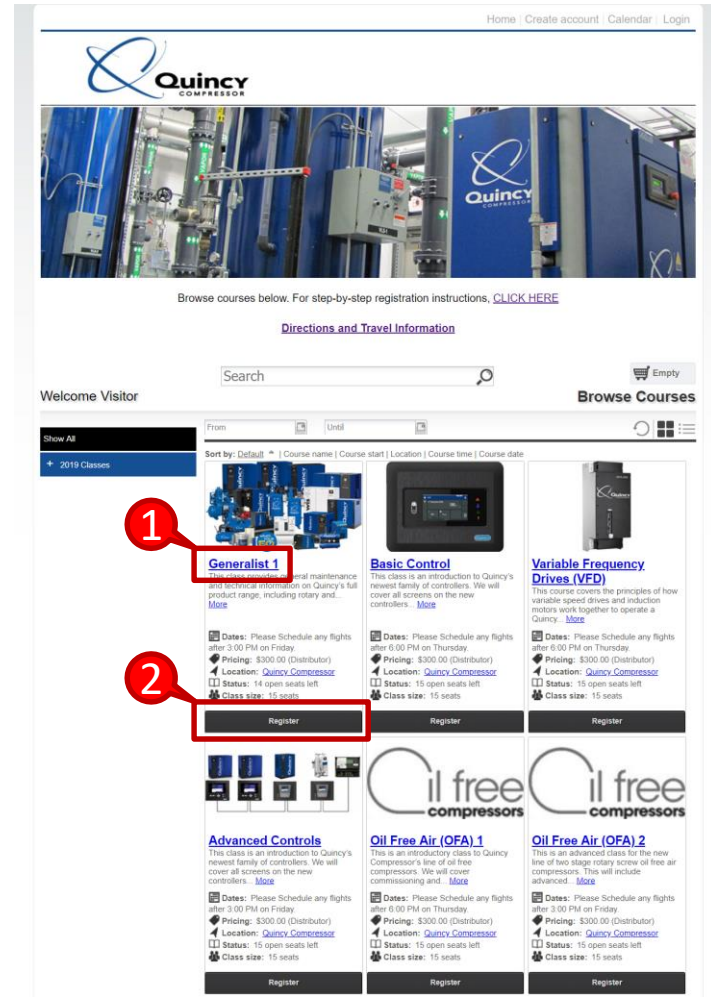 Home | Create account | Calendar | Login
Quincy
COMPRESSOR
Quincy
COMPRESSOR
Browse courses below. For step-by-step registration instructions, CLICK HERE
Directions and Travel Information
Search
Empty
Welcome Visitor
Browse Courses
From
Until
Show All
+ 2019 Classes
Sort by: Default | Course name | Course start | Location | Course time | Course date
1
Generalist 1
This class provides general maintenance
and technical information on Quincy's full
product range, including rotary and...
More
Dates: Please Schedule any flights
after 3:00 PM on Friday.
Pricing: $300.00 (Distributor)
Location: Quincy Compressor
Status: 14 open seats left
Class size: 15 seats
2
Register
Basic Control
This class is an introduction to Quincy's
newest family of controllers. We will
cover all screens on the new
controllers... More
Dates: Please Schedule any flights
after 6:00 PM on Thursday.
Pricing: $300.00 (Distributor)
Location: Quincy Compressor
Status: 15 open seats left
Class size: 15 seats
Register
Quincy
Variable Frequency
Drives (VFD)
This course covers the principles of how
variable speed drives and induction
motors work together to operate a
Quincy... More
Dates: Please Schedule any flights
after 6:00 PM on Thursday.
Pricing: $300.00 (Distributor)
Location: Quincy Compressor
Status: 15 open seats left
Class size: 15 seats
Register
Advanced Controls
This class is an introduction to Quincy's
newest family of controllers. We will
cover all screens on the new
controllers... More
Dates: Please Schedule any flights
after 3:00 PM on Friday.
Pricing: $300.00 (Distributor)
Location: Quincy Compressor
Status: 15 open seats left
Class size: 15 seats
Register
Oil free
compressors
Oil Free Air (OFA) 1
This is an introductory class to Quincy
Compressor's line of oil free
compressors. We will cover
commissioning and... More
Dates: Please Schedule any flights
after 6:00 PM on Thursday.
Pricing: $300.00 (Distributor)
Location: Quincy Compressor
Status: 15 open seats left
Class size: 15 seats
Register
Oil free
compressors
Oil Free Air (OFA) 2
This is an advanced class for the new
line of two stage rotary screw oil free air
compressors. This will include
advanced... More
Dates: Please Schedule any flights
after 3:00 PM on Friday.
Pricing: $300.00 (Distributor)
Location: Quincy Compressor
Status: 15 open seats left
Class size: 15 seats
Register